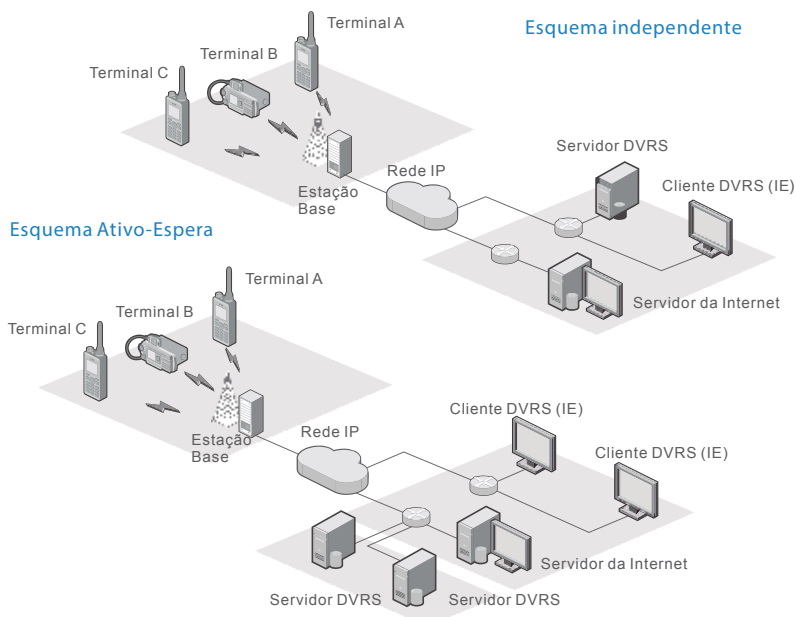 Esquema independente
Terminal A
Terminal B
Terminal C
Servidor DVRS
Rede IP
Cliente DVRS (IE)
Estação
Base
Servidor da Internet
Esquema Ativo-Espera
Terminal A
Terminal B
Terminal C
Cliente DVRS (IE)
Rede IP
Estação
Base
Cliente DVRS (IE)
Servidor da Internet
Servidor DVRS
Servidor DVRS